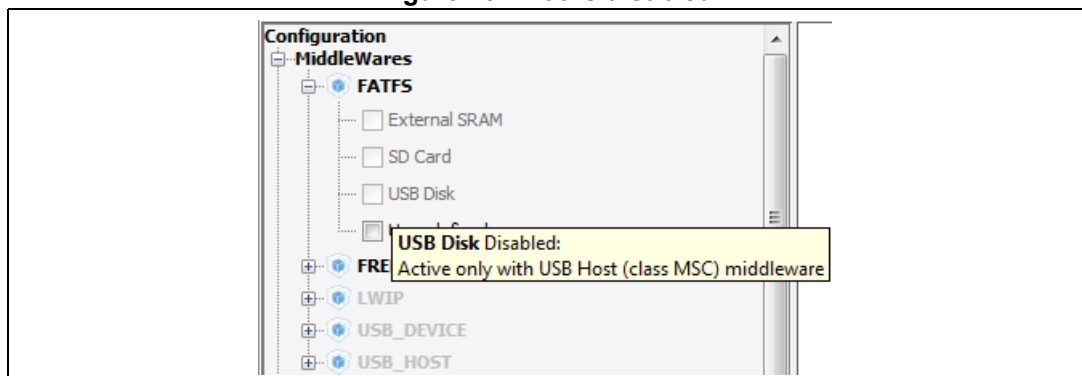 Configuration
MiddleWares
FATFS
External SRAM
SD Card
USB Disk
USB Disk Disabled:
Active only with USB Host (class MSC) middleware
LWIP
USB_DEVICE
USB_HOST